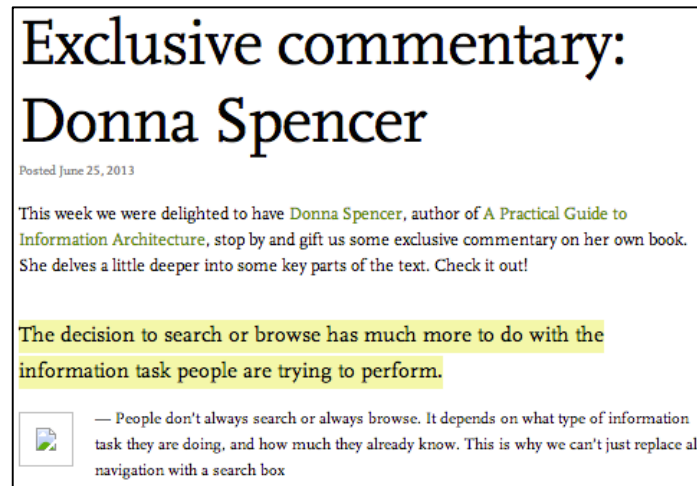 Exclusive commentary:
Donna Spencer
Posted June 25, 2013
This week we were delighted to have Donna Spencer, author of A Practical Guide to
Information Architecture, stop by and gift us some exclusive commentary on her own book.
She delves a little deeper into some key parts of the text. Check it out!
The decision to search or browse has much more to do with the
information task people are trying to perform.
— People don't always search or always browse. It depends on what type of information
task they are doing, and how much they already know. This is why we can't just replace al
navigation with a search box